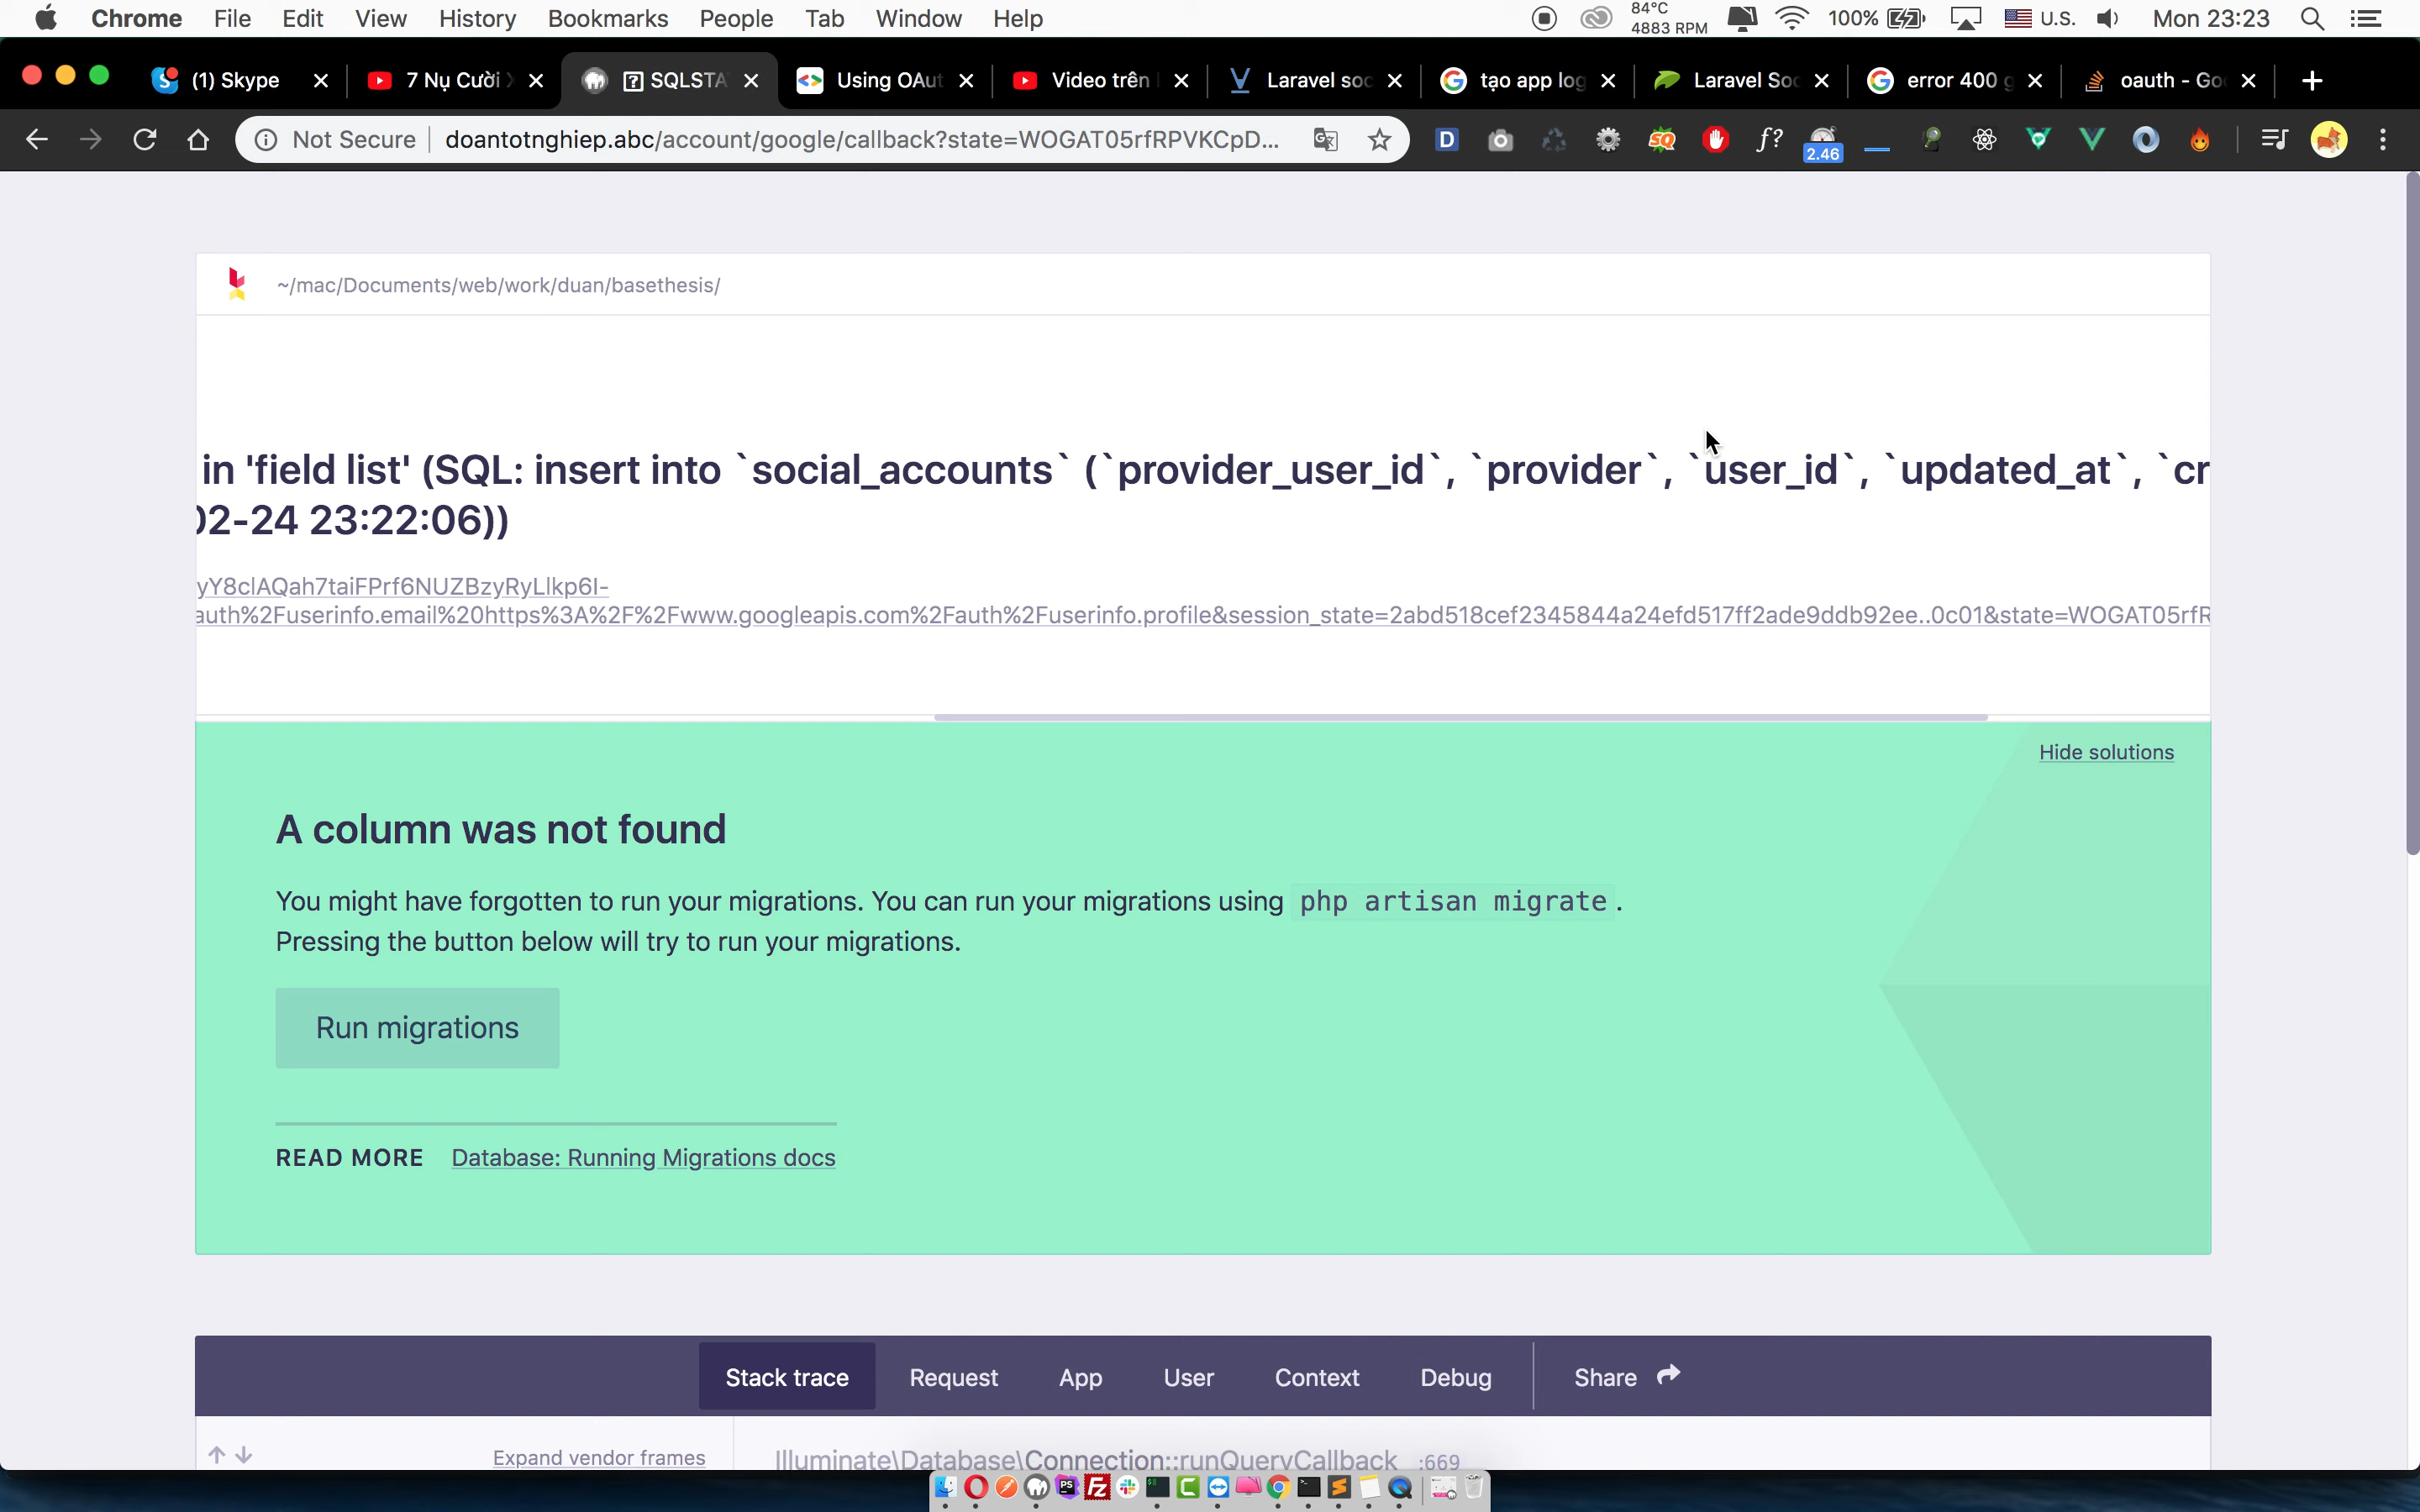 Chrome File Edit View History Bookmarks People Tab Window Help 84°C 4883 RPM 100% U.S. Mon 23:23
(1) Skype 7 Nụ Cười SQLSTA Using OAut Video trên Laravel soc tạo app log Laravel Soc error 400 g oauth - Goo
Not Secure doantotnghiep.abc/account/google/callback?state=WOGAT05rfRPVKCpD... D f? 2.46
~/mac/Documents/web/work/duan/basethesis/
in 'field list' (SQL: insert into `social_accounts` (`provider_user_id`, `provider`, `user_id`, `updated_at`, `cr
02-24 23:22:06))
yY8clAQah7taiFPrf6NUZBzyRyLlkp6I-
auth%2Fuserinfo.email%20https%3A%2F%2Fwww.googleapis.com%2Fauth%2Fuserinfo.profile&session_state=2abd518cef2345844a24efd517ff2ade9ddb92ee..0c01&state=WOGAT05rfR
Hide solutions
A column was not found
You might have forgotten to run your migrations. You can run your migrations using php artisan migrate.
Pressing the button below will try to run your migrations.
Run migrations
READ MORE Database: Running Migrations docs
Stack trace Request App User Context Debug Share
Expand vendor frames Illuminate\Database\Connection::runQueryCallback :669